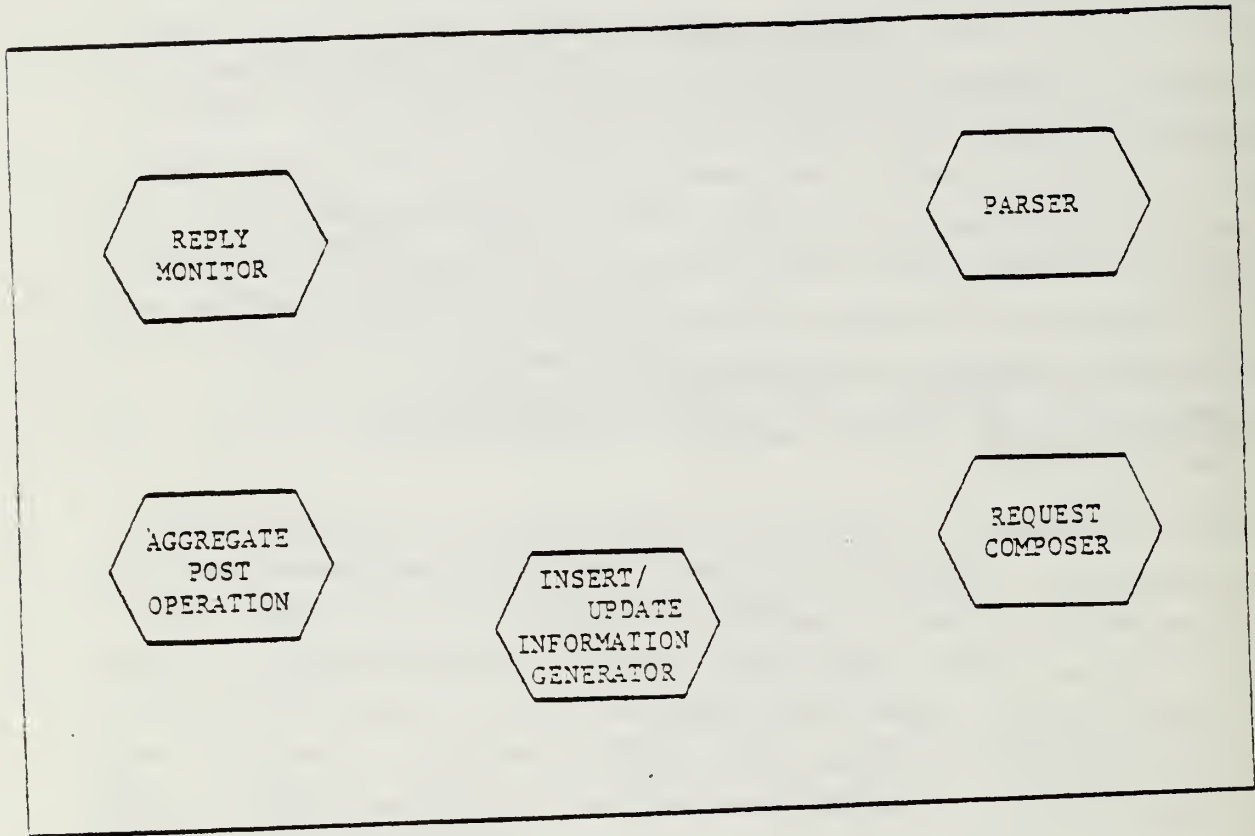 REPLY
MONITOR
PARSER
AGGREGATE
POST
OPERATION
INSERT/
UPDATE
INFORMATION
GENERATOR
REQUEST
COMPOSER